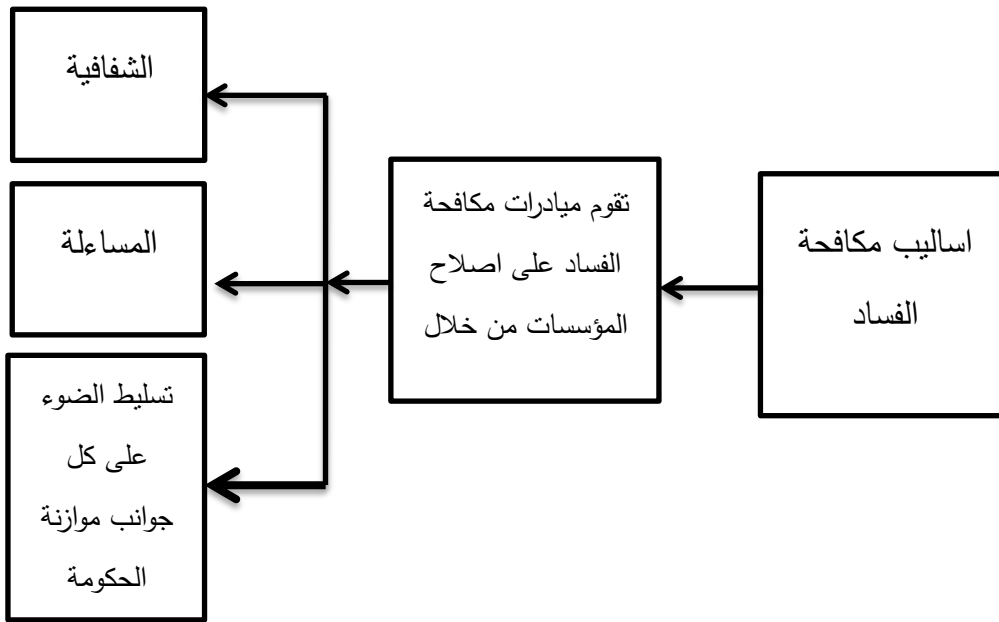 اساليب مكافحة
الفساد
تقوم مبادرات مكافحة
الفساد على اصلاح
المؤسسات من خلال
الشفافية
المساءلة
تسليط الضوء
على كل
جوانب موازنة
الحكومة